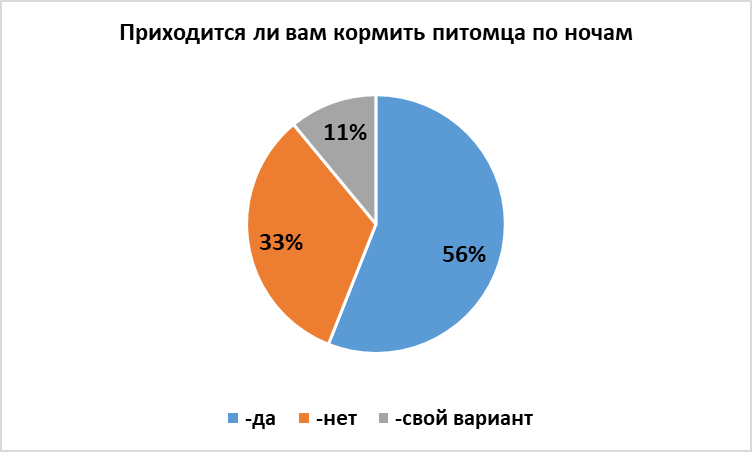 Приходится ли вам кормить питомца по ночам
11%
33%
56%
-да -нет -свой вариант